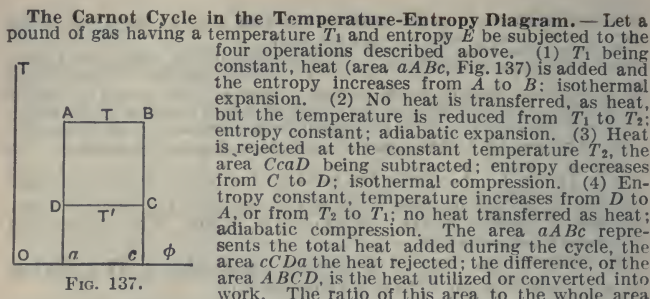 The Carnot Cycle in the Temperature-Entropy Diagram. — Let a
pound of gas having a temperature T₁ and entropy E be subjected to the
four operations described above. (1) T₁ being
constant, heat (area aABc, Fig. 137) is added and
the entropy increases from A to B: isothermal
expansion. (2) No heat is transferred, as heat,
but the temperature is reduced from T₁ to T₂;
entropy constant; adiabatic expansion. (3) Heat
is rejected at the constant temperature T₂, the
area CcaD being subtracted; entropy decreases
from C to D; isothermal compression. (4) En-
tropy constant, temperature increases from D to
A, or from T₂ to T₁; no heat transferred as heat;
adiabatic compression. The area aABc repre-
sents the total heat added during the cycle, the
area cCDa the heat rejected; the difference, or the
area ABCD, is the heat utilized or converted into
work. The ratio of this area to the whole area
T
A T B
D C
T'
O a c φ
FIG. 137.